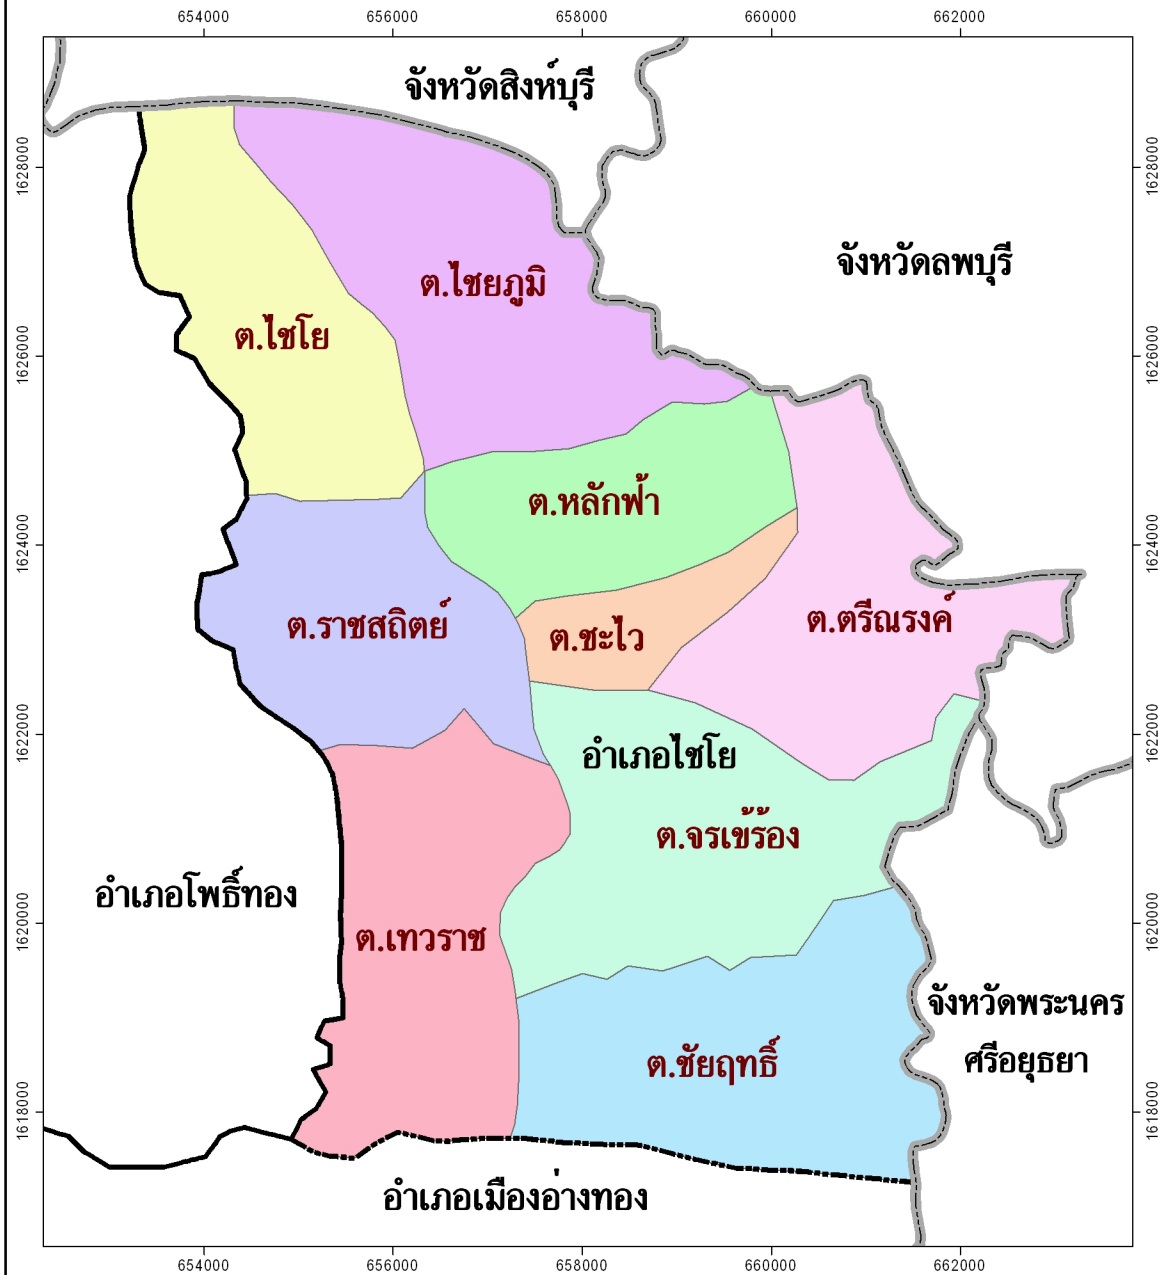 654000 656000 658000 660000 662000
จังหวัดสิงห์บุรี
1628000 1628000
จังหวัดลพบุรี
ต.ไชยภูมิ
ต.ไชโย
1626000 1626000
ต.หลักฟ้า
1624000 1624000
ต.ราชสถิตย์ ต.ชะไว ต.ตรีณรงค์
1622000 1622000
อำเภอไชโย
ต.จรเข้ร้อง
อำเภอโพธิ์ทอง
1620000 1620000
ต.เทวราช
จังหวัดพระนคร
ศรีอยุธยา
ต.ชัยฤทธิ์
1618000 1618000
อำเภอเมืองอ่างทอง
654000 656000 658000 660000 662000